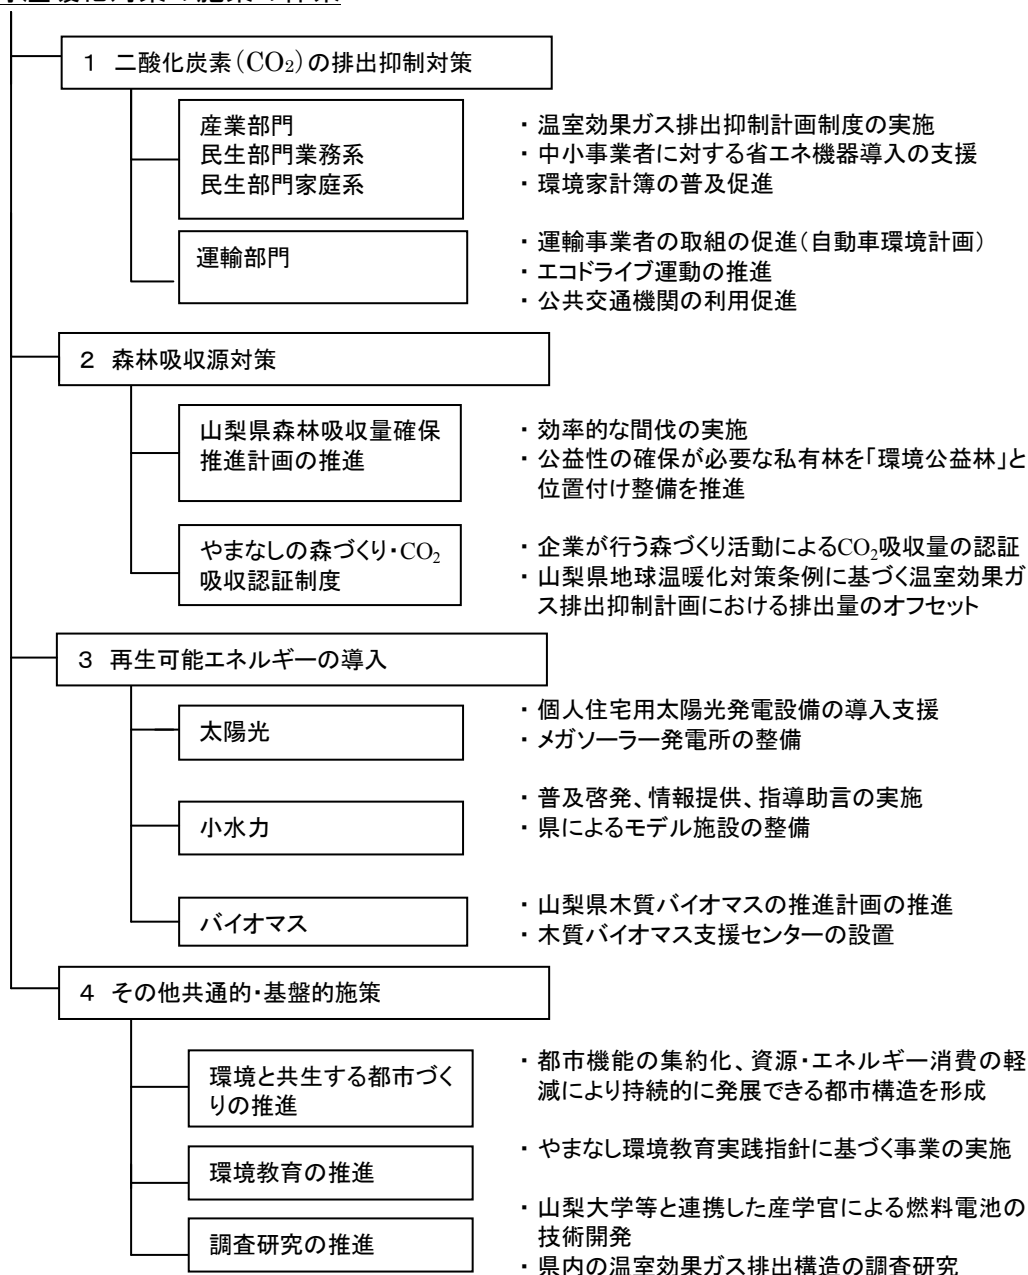 1 二酸化炭素(CO₂)の排出抑制対策
産業部門
民生部門業務系
民生部門家庭系
・温室効果ガス排出抑制計画制度の実施
・中小事業者に対する省エネ機器導入の支援
・環境家計簿の普及促進
運輸部門
・運輸事業者の取組の促進(自動車環境計画)
・エコドライブ運動の推進
・公共交通機関の利用促進
2 森林吸収源対策
山梨県森林吸収量確保
推進計画の推進
・効率的な間伐の実施
・公益性の確保が必要な私有林を「環境公益林」と
位置付け整備を推進
やまなしの森づくり・CO₂
吸収認証制度
・企業が行う森づくり活動によるCO₂吸収量の認証
・山梨県地球温暖化対策条例に基づく温室効果ガ
ス排出抑制計画における排出量のオフセット
3 再生可能エネルギーの導入
太陽光
・個人住宅用太陽光発電設備の導入支援
・メガソーラー発電所の整備
小水力
・普及啓発、情報提供、指導助言の実施
・県によるモデル施設の整備
バイオマス
・山梨県木質バイオマスの推進計画の推進
・木質バイオマス支援センターの設置
4 その他共通的・基盤的施策
環境と共生する都市づく
りの推進
・都市機能の集約化、資源・エネルギー消費の軽
減により持続的に発展できる都市構造を形成
環境教育の推進
・やまなし環境教育実践指針に基づく事業の実施
調査研究の推進
・山梨大学等と連携した産学官による燃料電池の
技術開発
・県内の温室効果ガス排出構造の調査研究